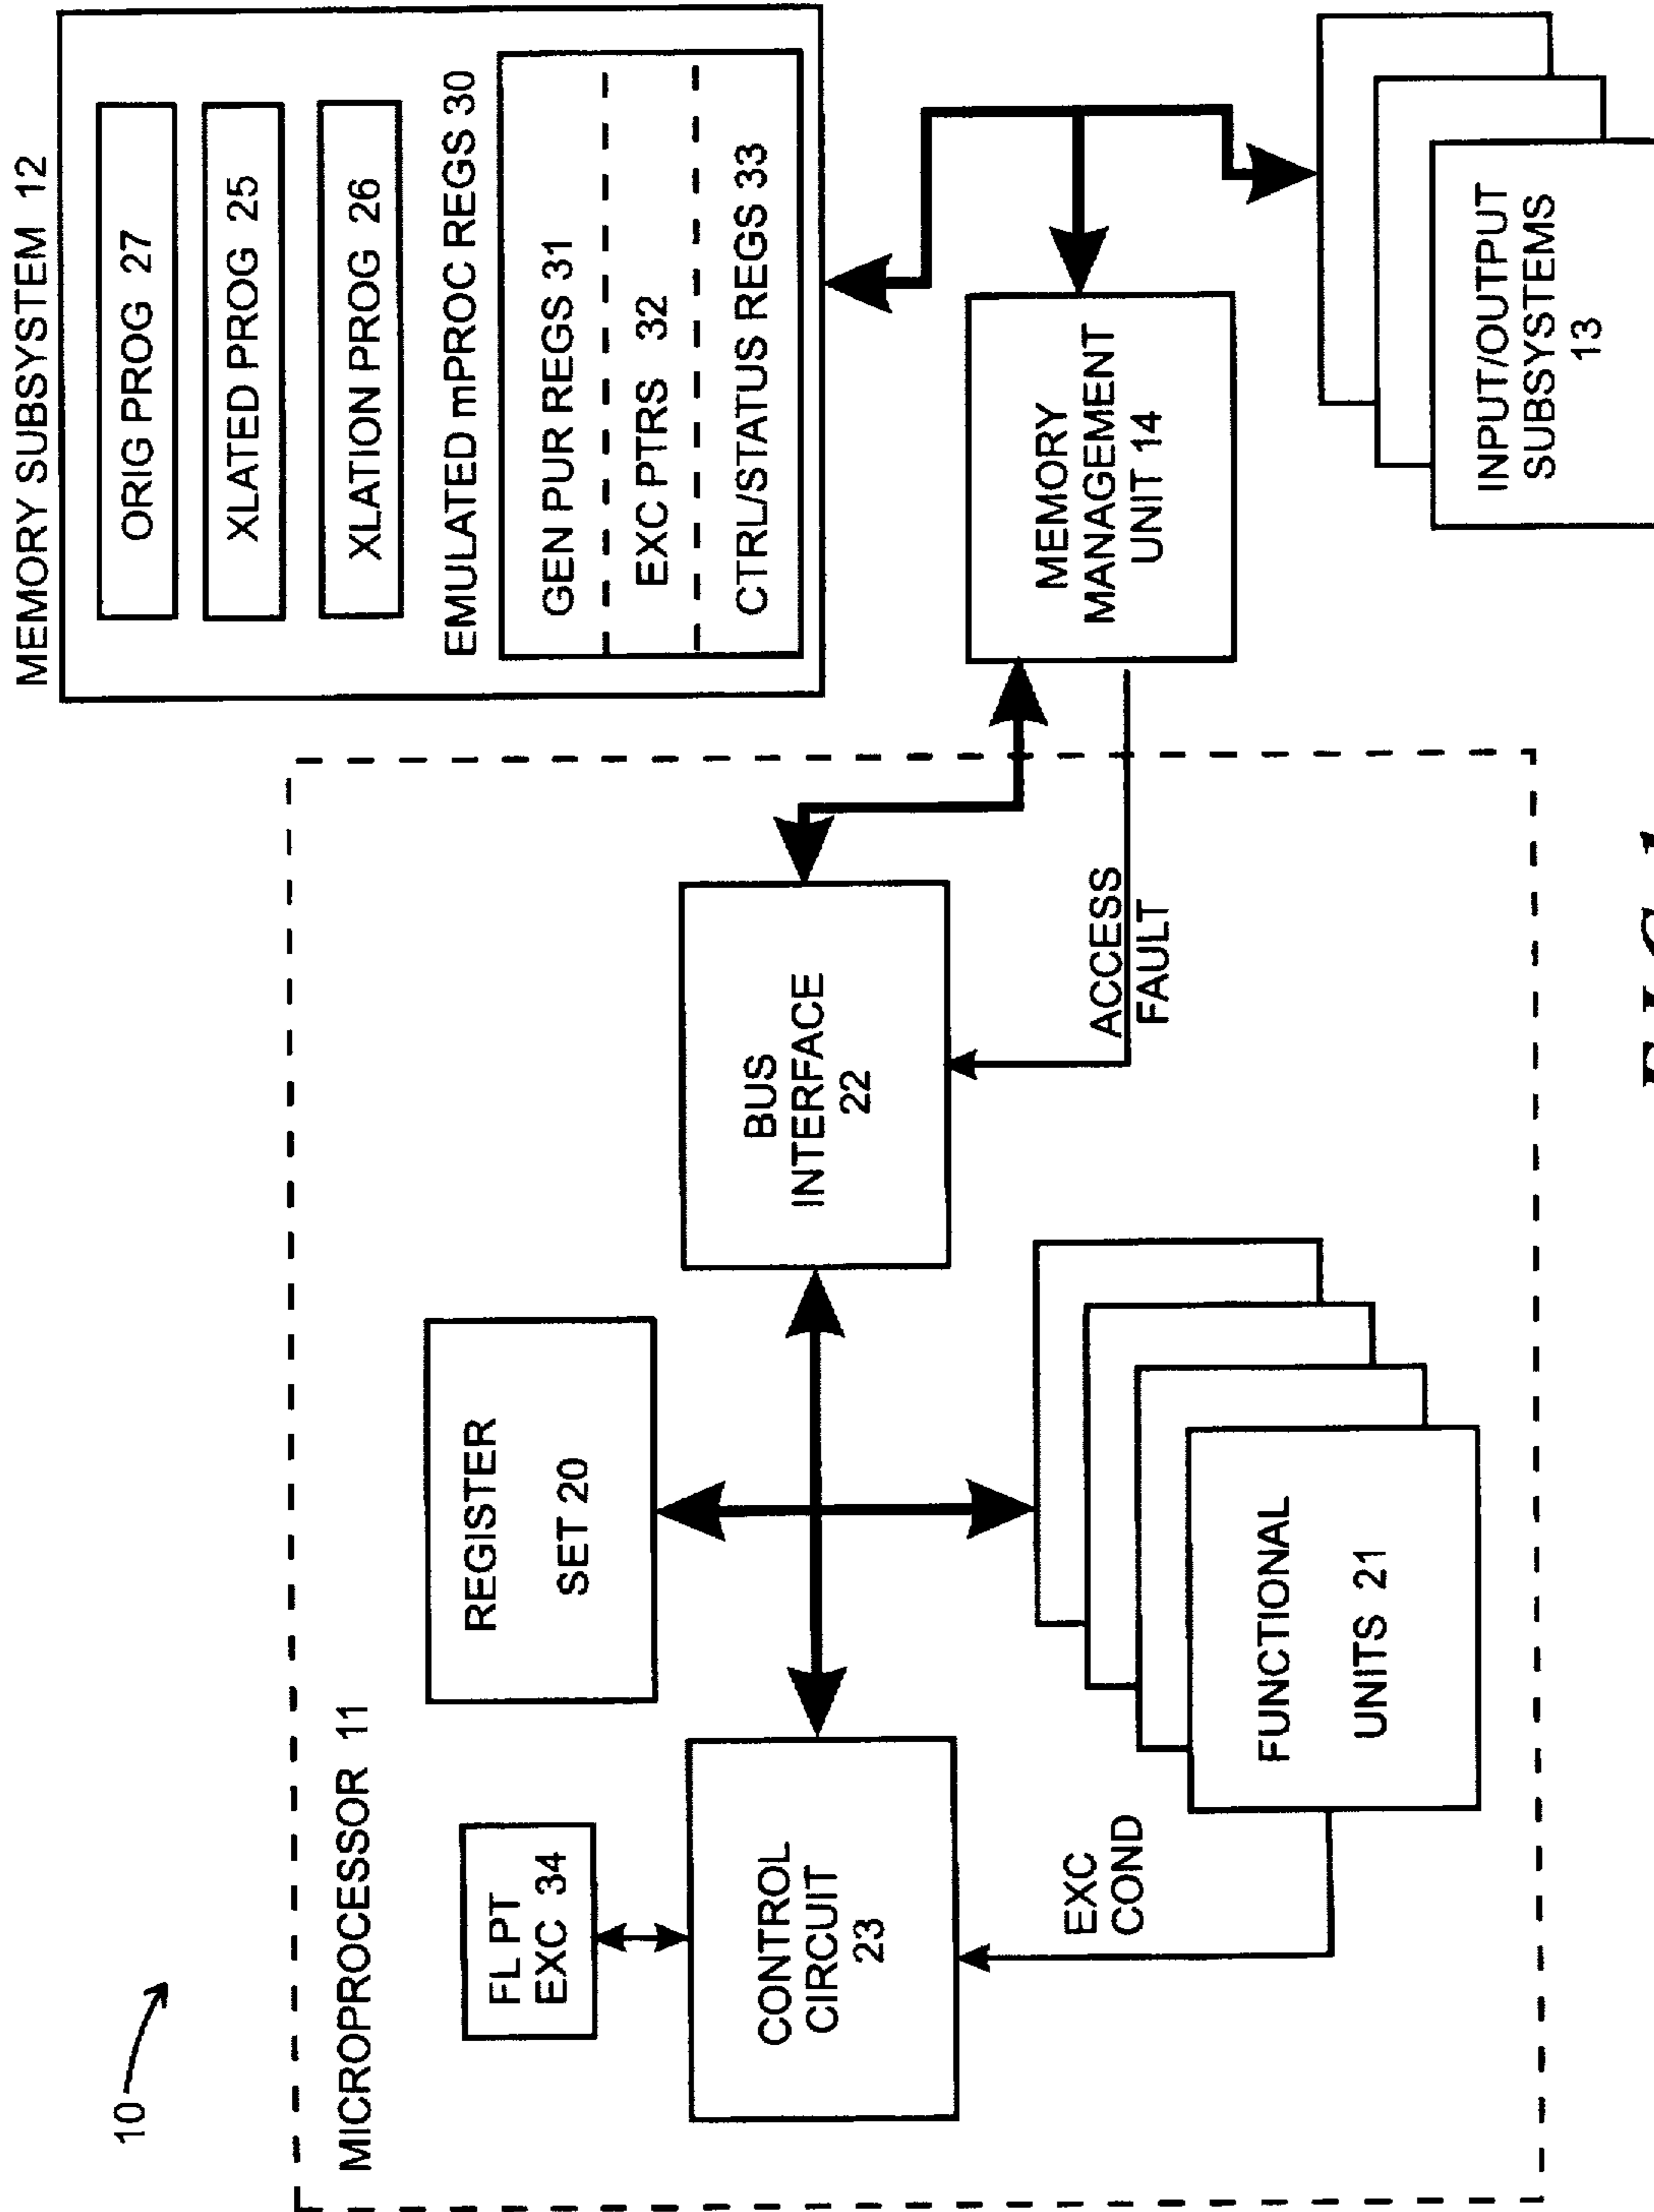 10
MICROPROCESSOR 11
FL PT
EXC 34
REGISTER
SET 20
CONTROL
CIRCUIT
23
BUS
INTERFACE
22
EXC
COND
FUNCTIONAL
UNITS 21
ACCESS
FAULT
MEMORY SUBSYSTEM 12
ORIG PROG 27
XLATED PROG 25
XLATION PROG 26
EMULATED mPROC REGS 30
GEN PUR REGS 31
EXC PTRS 32
CTRL/STATUS REGS 33
MEMORY
MANAGEMENT
UNIT 14
INPUT/OUTPUT
SUBSYSTEMS
13